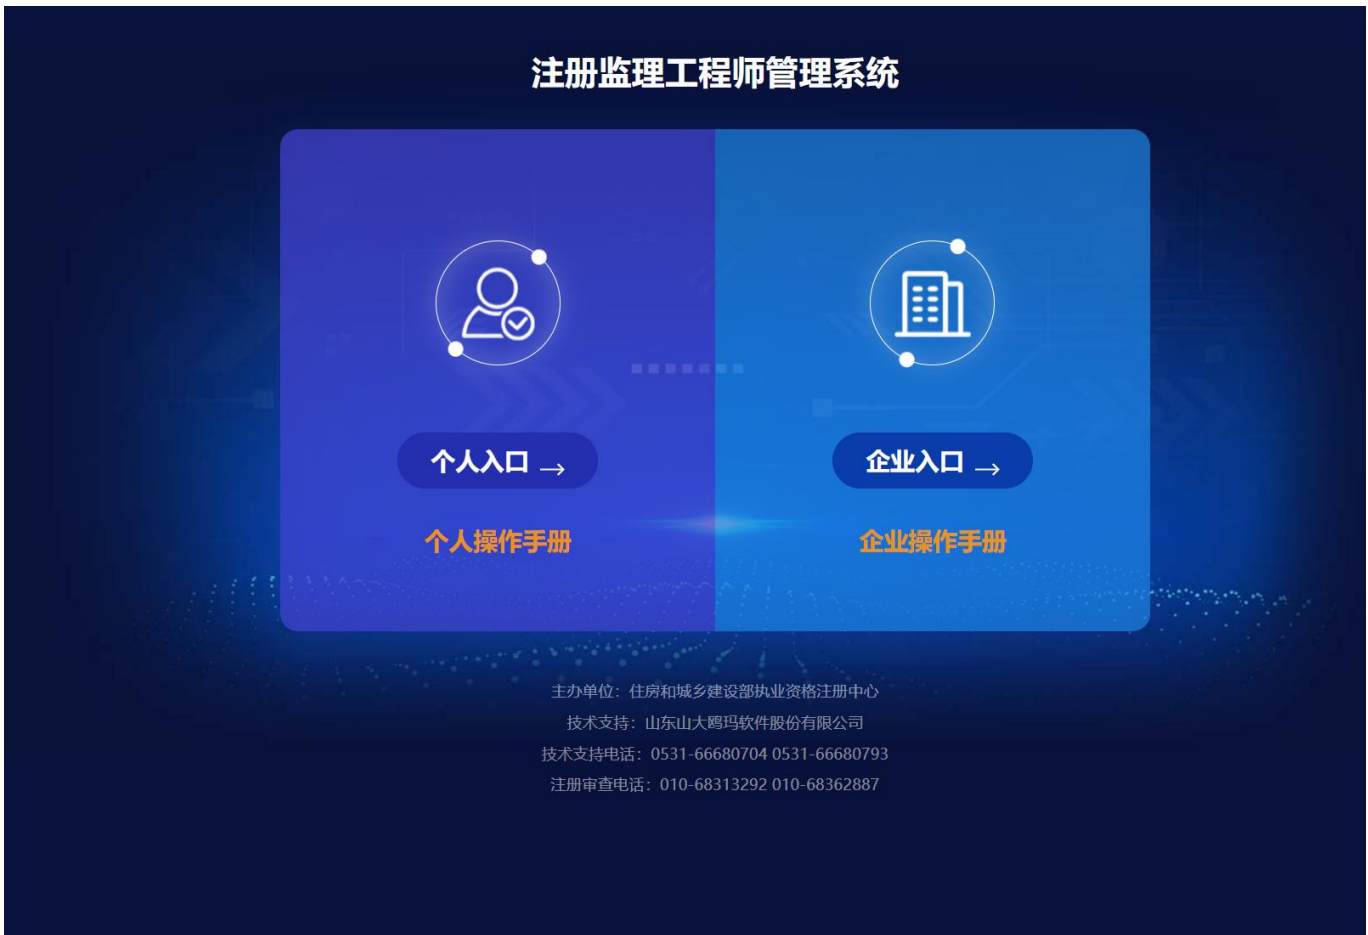 注册监理工程师管理系统
个人入口 →
企业入口 →
个人操作手册
企业操作手册
主办单位：住房和城乡建设部执业资格注册中心
技术支持：山东山大鸥玛软件股份有限公司
技术支持电话：0531-66680704 0531-66680793
注册审查电话：010-68313292 010-68362887